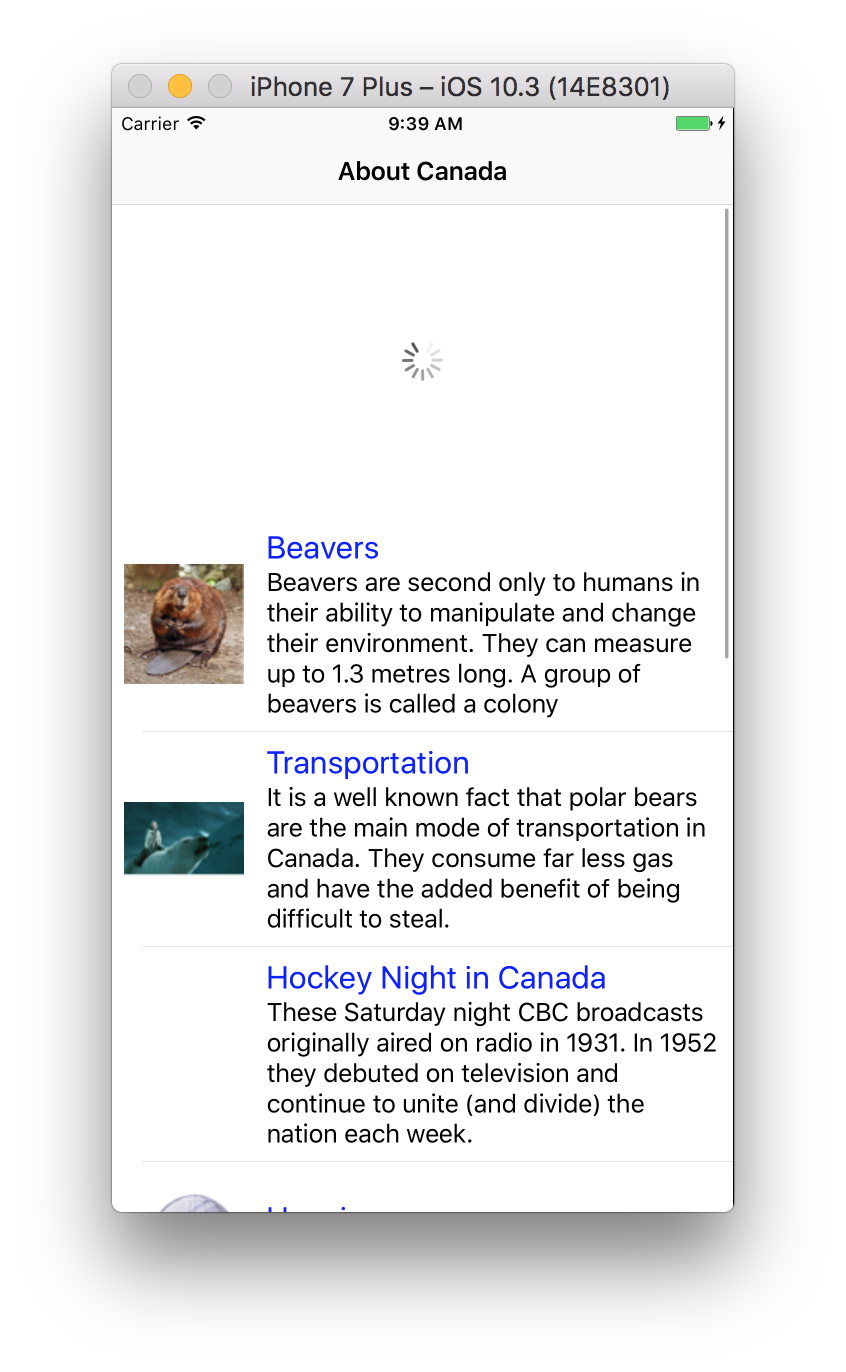 iPhone 7 Plus – iOS 10.3 (14E8301)
Carrier 9:39 AM
About Canada
Beavers
Beavers are second only to humans in
their ability to manipulate and change
their environment. They can measure
up to 1.3 metres long. A group of
beavers is called a colony
Transportation
It is a well known fact that polar bears
are the main mode of transportation in
Canada. They consume far less gas
and have the added benefit of being
difficult to steal.
Hockey Night in Canada
These Saturday night CBC broadcasts
originally aired on radio in 1931. In 1952
they debuted on television and
continue to unite (and divide) the
nation each week.